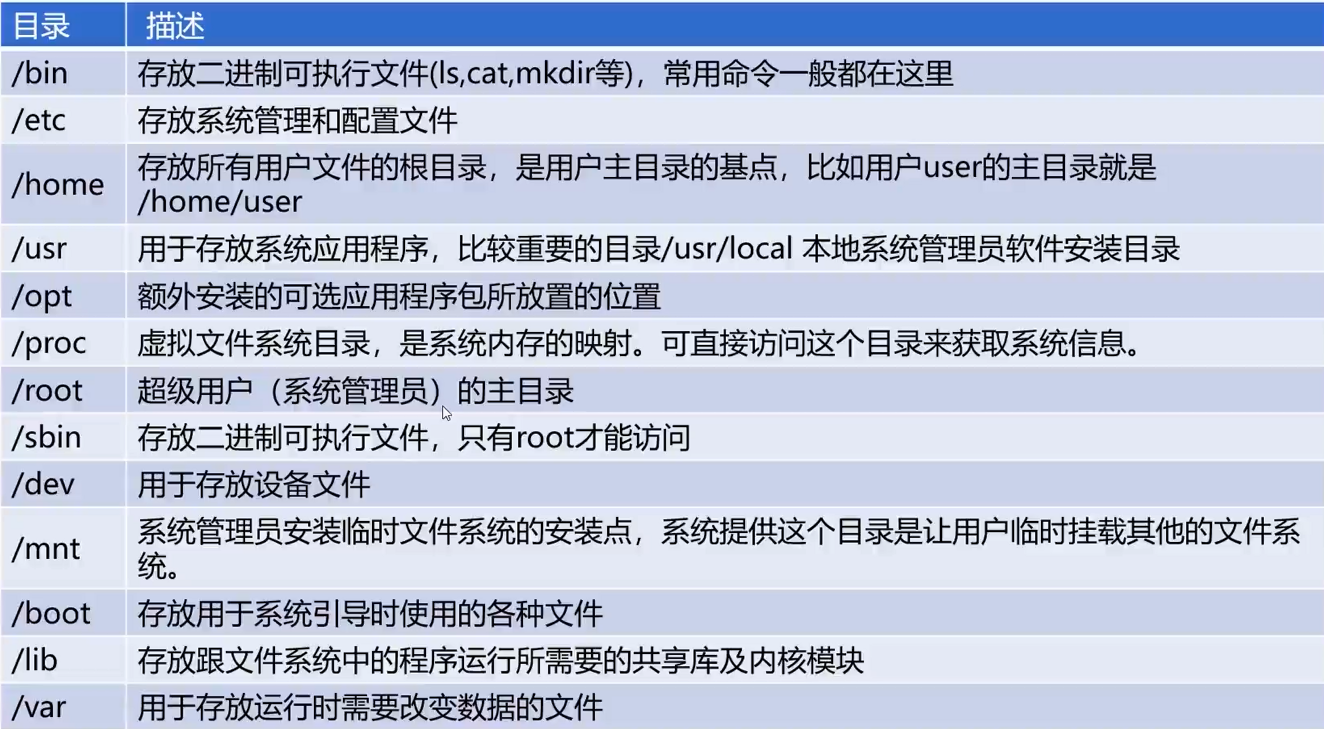 目录 描述
/bin 存放二进制可执行文件(ls,cat,mkdir等)，常用命令一般都在这里
/etc 存放系统管理和配置文件
/home 存放所有用户文件的根目录，是用户主目录的基点，比如用户user的主目录就是
/home/user
/usr 用于存放系统应用程序，比较重要的目录/usr/local 本地系统管理员软件安装目录
/opt 额外安装的可选应用程序包所放置的位置
/proc 虚拟文件系统目录，是系统内存的映射。可直接访问这个目录来获取系统信息。
/root 超级用户（系统管理员）的主目录
/sbin 存放二进制可执行文件，只有root才能访问
/dev 用于存放设备文件
/mnt 系统管理员安装临时文件系统的安装点，系统提供这个目录是让用户临时挂载其他的文件系
统。
/boot 存放用于系统引导时使用的各种文件
/lib 存放跟文件系统中的程序运行所需要的共享库及内核模块
/var 用于存放运行时需要改变数据的文件